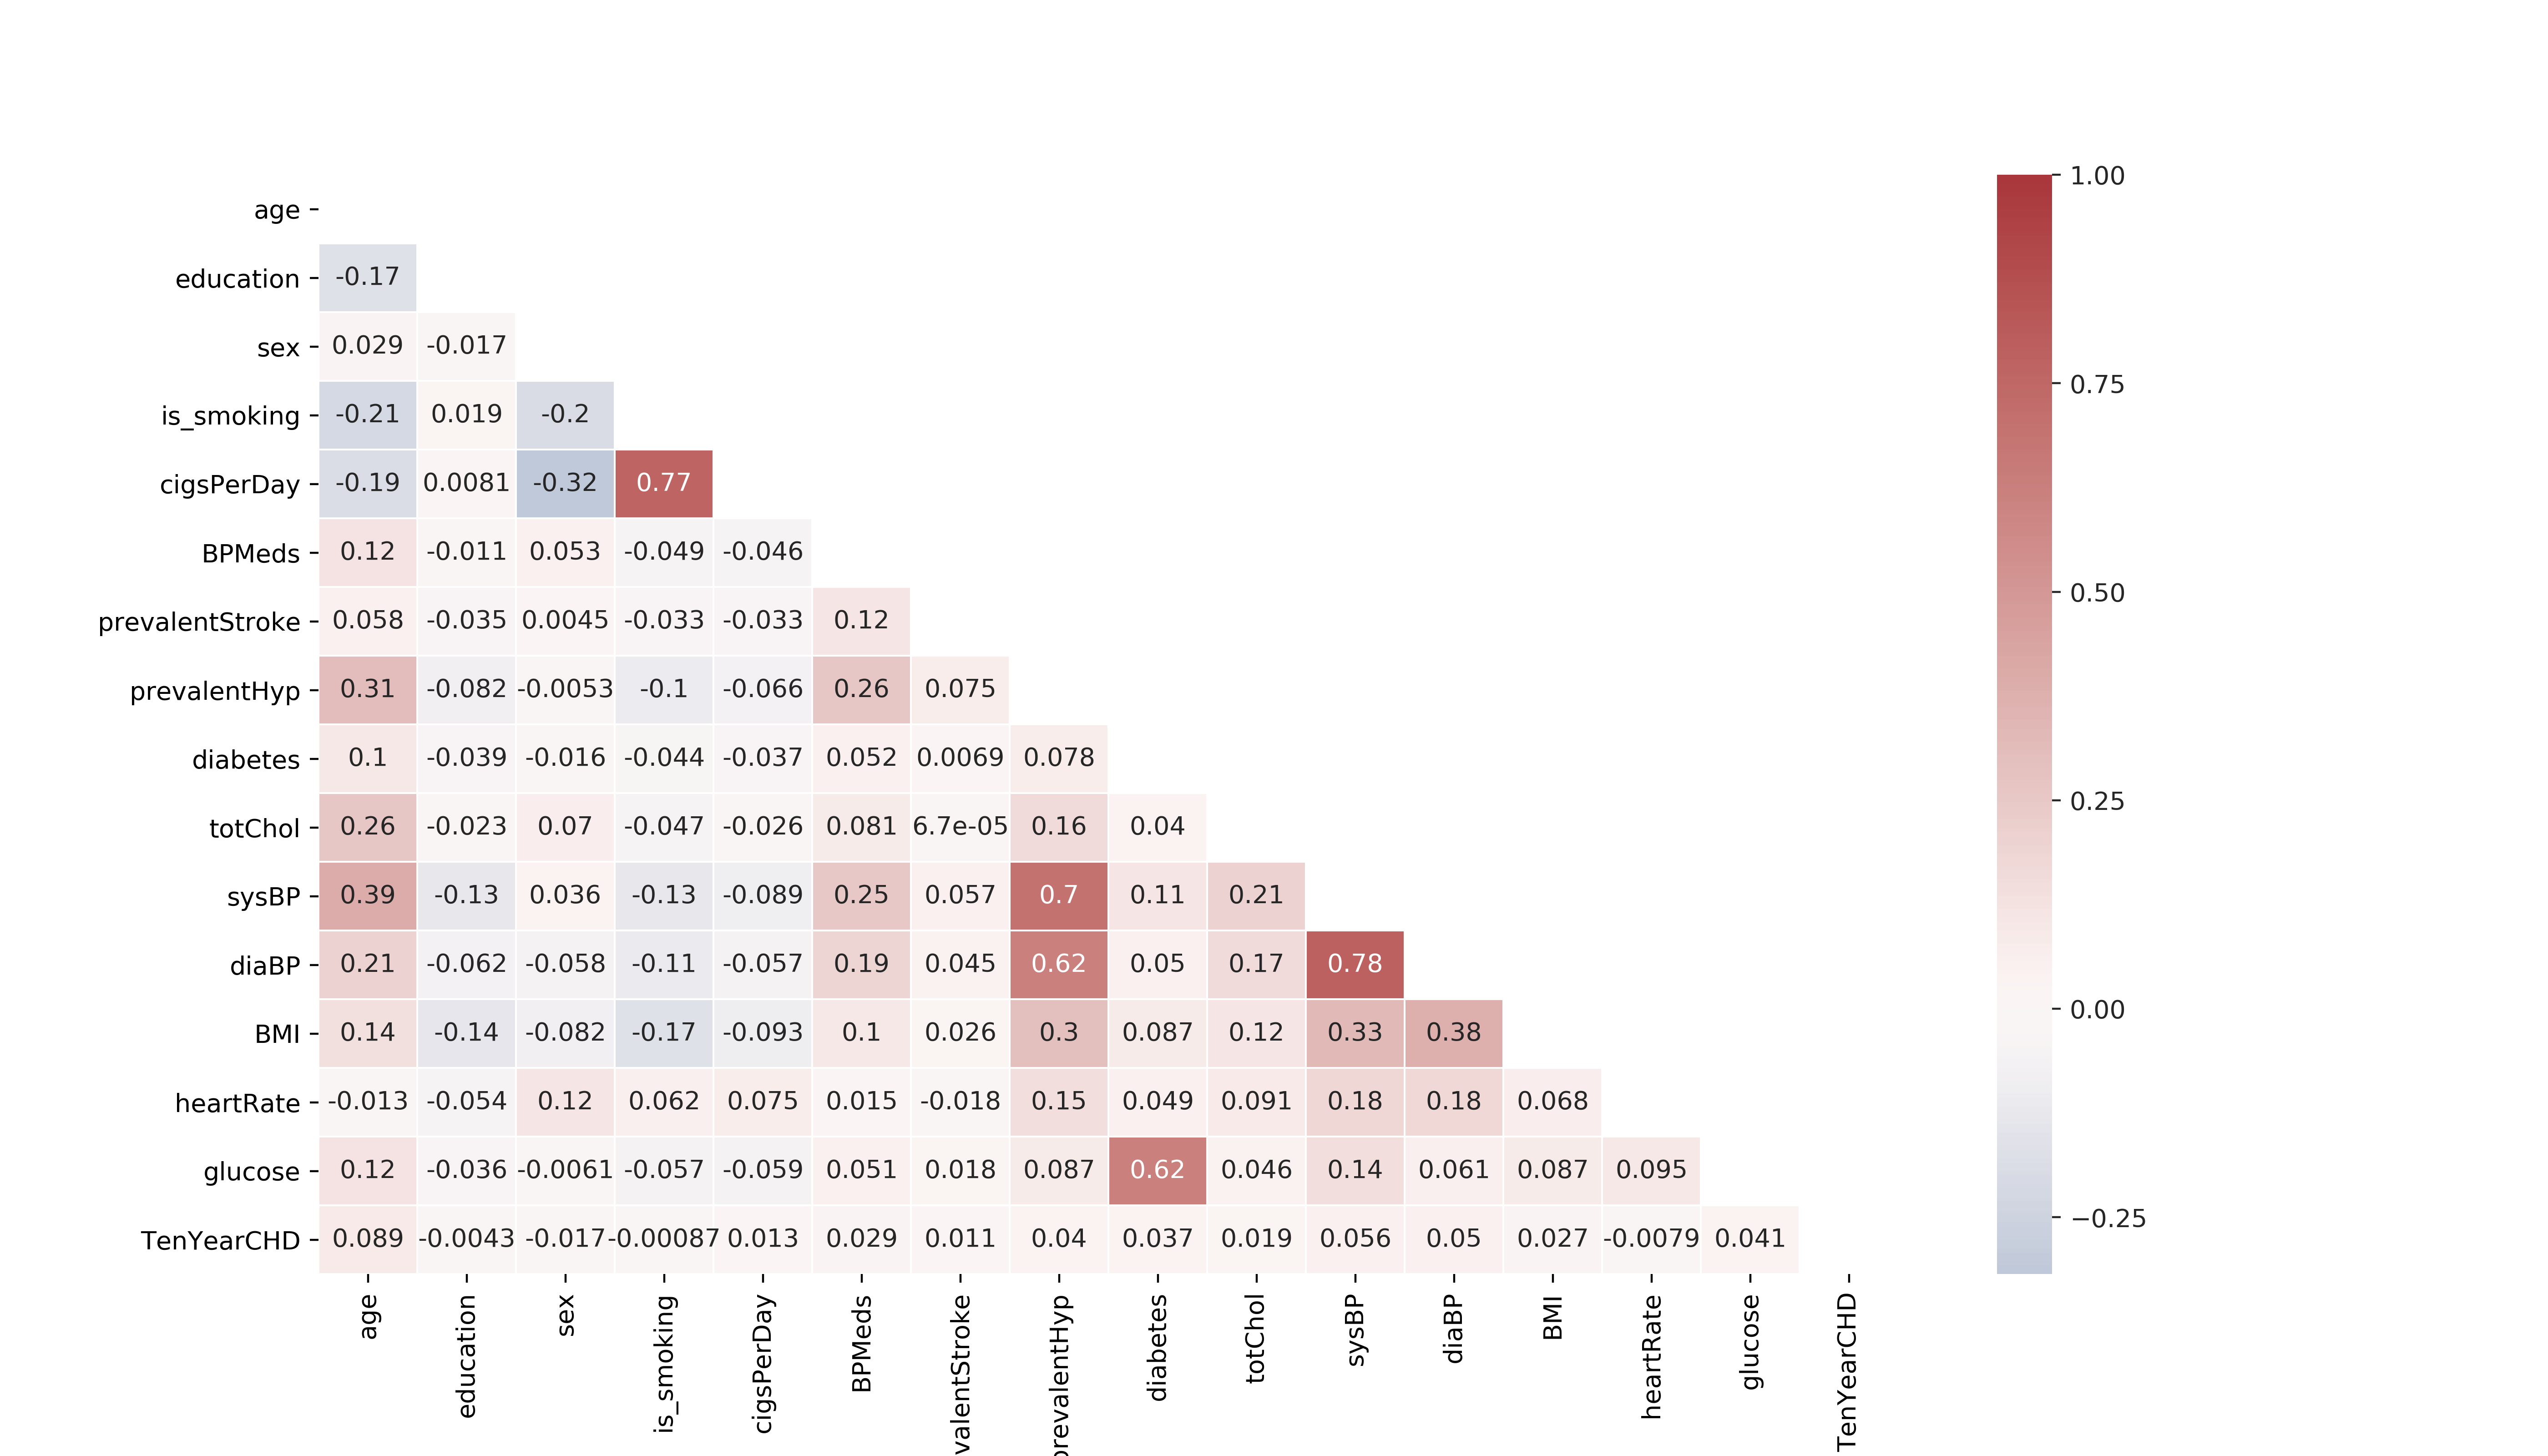 1.00
age
education -0.17
sex 0.029 -0.017
0.75
is_smoking -0.21 0.019 -0.2
cigsPerDay -0.19 0.0081 -0.32 0.77
BPMeds 0.12 -0.011 0.053 -0.049 -0.046
0.50
prevalentStroke 0.058 -0.035 0.0045 -0.033 -0.033 0.12
prevalentHyp 0.31 -0.082 -0.0053 -0.1 -0.066 0.26 0.075
diabetes 0.1 -0.039 -0.016 -0.044 -0.037 0.052 0.0069 0.078
0.25
totChol 0.26 -0.023 0.07 -0.047 -0.026 0.081 6.7e-05 0.16 0.04
sysBP 0.39 -0.13 0.036 -0.13 -0.089 0.25 0.057 0.7 0.11 0.21
diaBP 0.21 -0.062 -0.058 -0.11 -0.057 0.19 0.045 0.62 0.05 0.17 0.78
0.00
BMI 0.14 -0.14 -0.082 -0.17 -0.093 0.1 0.026 0.3 0.087 0.12 0.33 0.38
heartRate -0.013 -0.054 0.12 0.062 0.075 0.015 -0.018 0.15 0.049 0.091 0.18 0.18 0.068
glucose 0.12 -0.036 -0.0061 -0.057 -0.059 0.051 0.018 0.087 0.62 0.046 0.14 0.061 0.087 0.095
−0.25
TenYearCHD 0.089 -0.0043 -0.017 -0.00087 0.013 0.029 0.011 0.04 0.037 0.019 0.056 0.05 0.027 -0.0079 0.041
age
education
sex
is_smoking
cigsPerDay
BPMeds
valentStroke
prevalentHyp
diabetes
totChol
sysBP
diaBP
BMI
heartRate
glucose
TenYearCHD